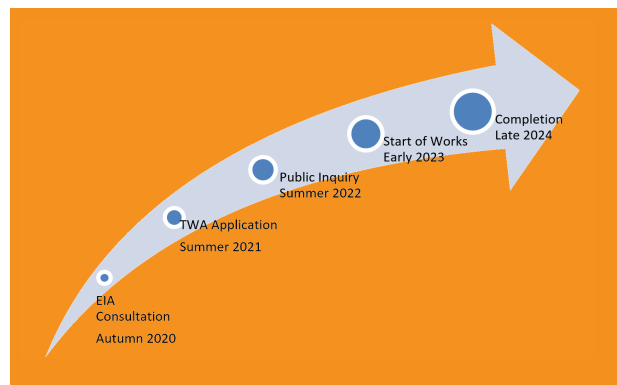 Completion
Late 2024
Start of Works
Early 2023
Public Inquiry
Summer 2022
TWA Application
Summer 2021
EIA
Consultation
Autumn 2020